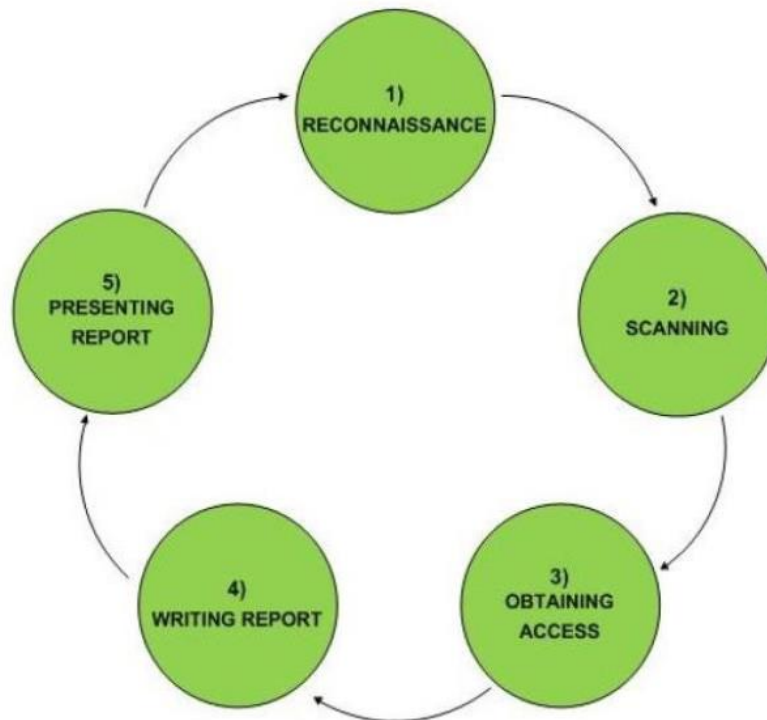 1)
RECONNAISSANCE
2)
SCANNING
3)
OBTAINING
ACCESS
4)
WRITING REPORT
5)
PRESENTING
REPORT